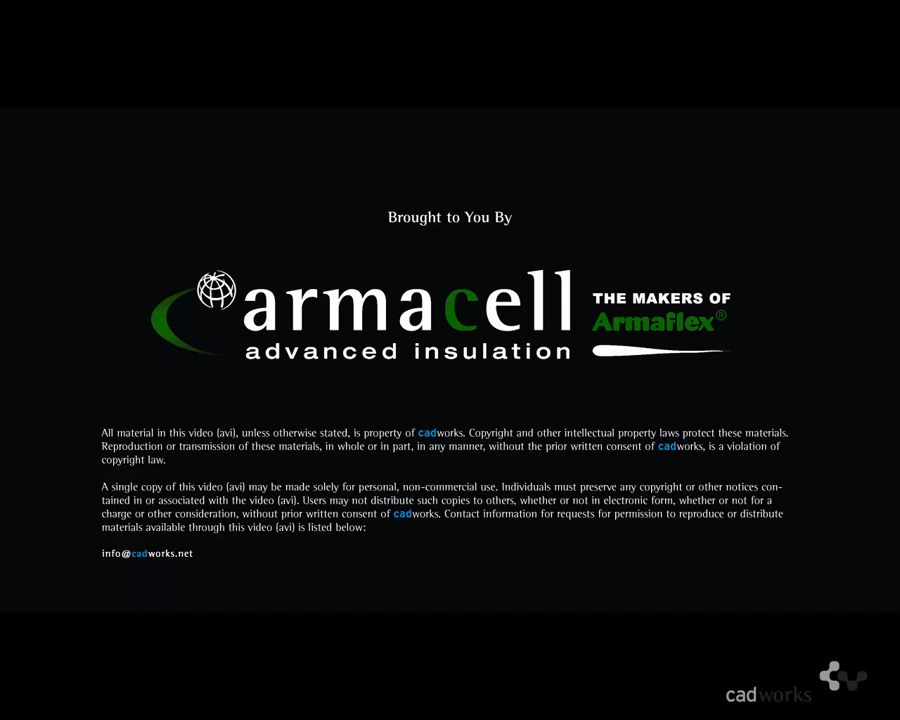 Brought to You By
armacell
THE MAKERS OF
Armaflex®
advanced insulation
All material in this video (avi), unless otherwise stated, is property of cadworks. Copyright and other intellectual property laws protect these materials.
Reproduction or transmission of these materials, in whole or in part, in any manner, without the prior written consent of cadworks, is a violation of
copyright law.
A single copy of this video (avi) may be made solely for personal, non-commercial use. Individuals must preserve any copyright or other notices con-
tained in or associated with the video (avi). Users may not distribute such copies to others, whether or not in electronic form, whether or not for a
charge or other consideration, without prior written consent of cadworks. Contact information for requests for permission to reproduce or distribute
materials available through this video (avi) is listed below:
info@cadworks.net
cadworks